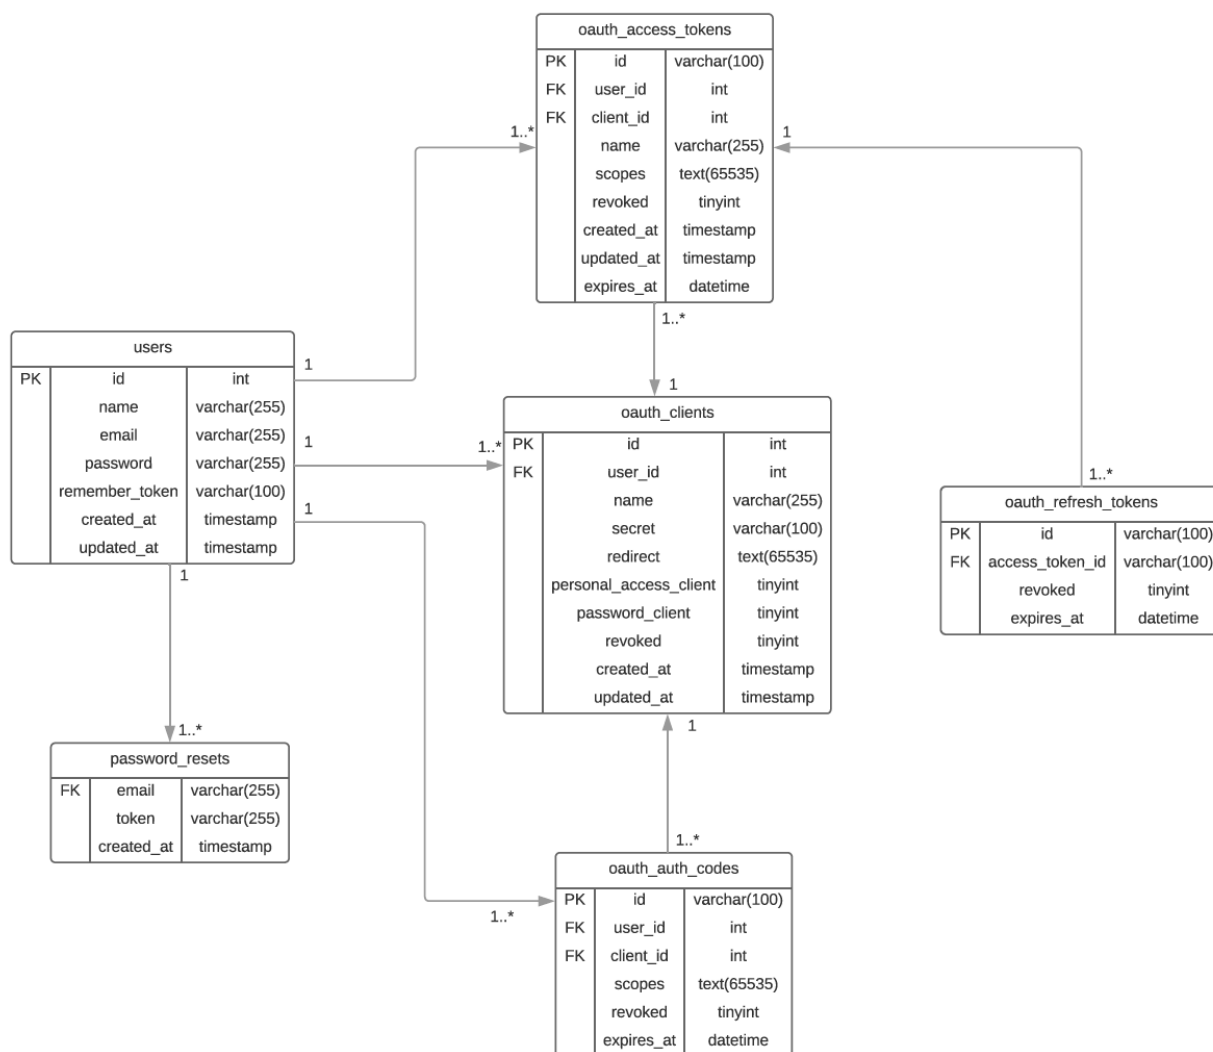 oauth_access_tokens
PK id varchar(100)
FK user_id int
FK client_id int
name varchar(255)
scopes text(65535)
revoked tinyint
created_at timestamp
updated_at timestamp
expires_at datetime
1..*
1
1..*
1
users
PK id int
name varchar(255)
email varchar(255)
password varchar(255)
remember_token varchar(100)
created_at timestamp
updated_at timestamp
1
1
1
1
1..*
oauth_clients
PK id int
FK user_id int
name varchar(255)
secret varchar(100)
redirect text(65535)
personal_access_client tinyint
password_client tinyint
revoked tinyint
created_at timestamp
updated_at timestamp
1
1..*
oauth_refresh_tokens
PK id varchar(100)
FK access_token_id varchar(100)
revoked tinyint
expires_at datetime
1..*
password_resets
FK email varchar(255)
token varchar(255)
created_at timestamp
1..*
1..*
oauth_auth_codes
PK id varchar(100)
FK user_id int
FK client_id int
scopes text(65535)
revoked tinyint
expires_at datetime